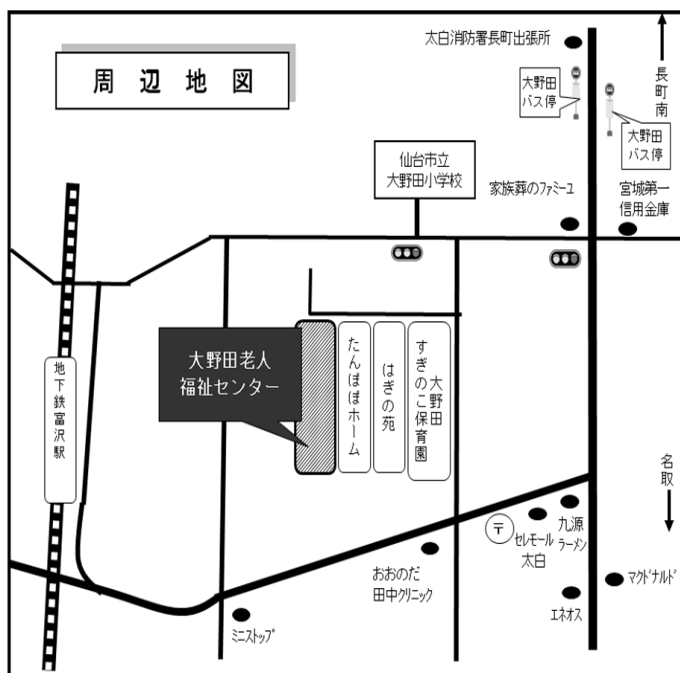 周辺地図
太白消防署長町出張所
長町南
大野田
バス停
大野田
バス停
仙台市立
大野田小学校
家族葬のファミーユ
宮城第一
信用金庫
大野田老人
福祉センター
たんぽぽホーム
はぎの苑
大野田
すぎのこ保育園
地下鉄富沢駅
名取
〒
セレモール
太白
九源
ラーメン
おおのだ
田中クリニック
マクドナルド
エネオス
ミニストップ